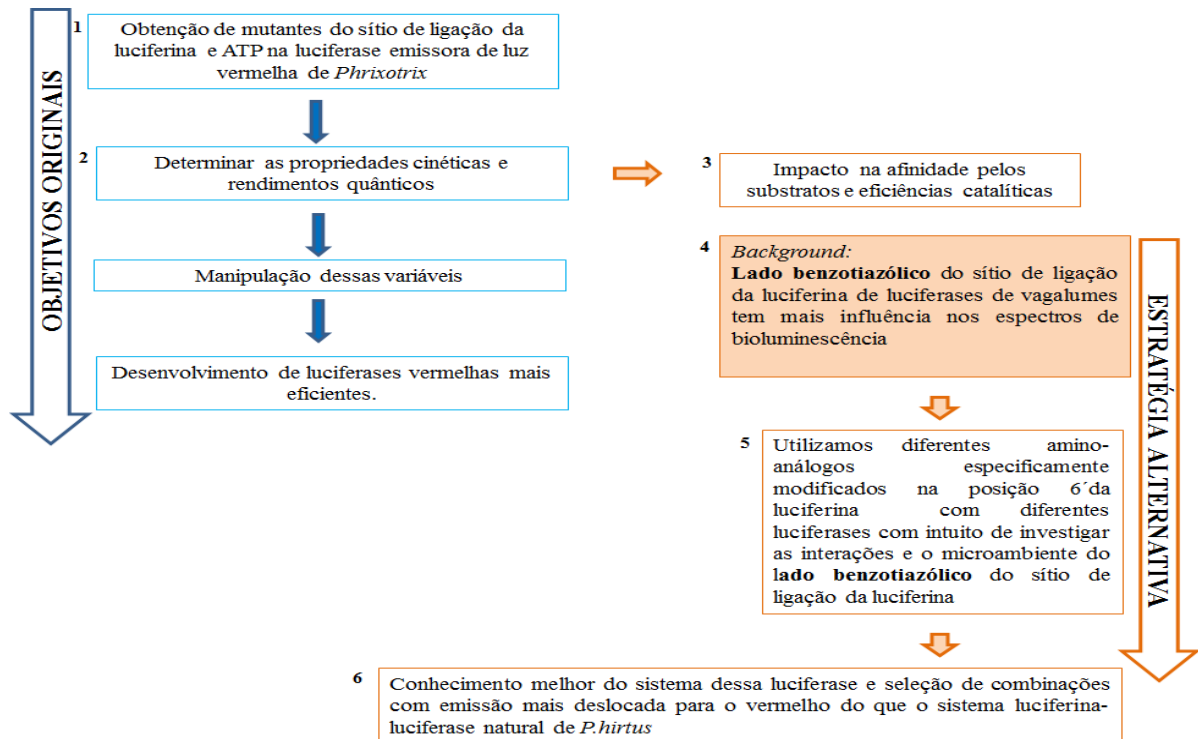 OBJETIVOS ORIGINAIS
1
Obtenção de mutantes do sítio de ligação da
luciferina e ATP na luciferase emissora de luz
vermelha de Phrixotrix
2
Determinar as propriedades cinéticas e
rendimentos quânticos
Manipulação dessas variáveis
Desenvolvimento de luciferases vermelhas mais
eficientes.
3
Impacto na afinidade pelos
substratos e eficiências catalíticas
ESTRATÉGIA ALTERNATIVA
4
Background:
Lado benzotiazólico do sítio de ligação
da luciferina de luciferases de vagalumes
tem mais influência nos espectros de
bioluminescência
5
Utilizamos diferentes amino-
análogos especificamente
modificados na posição 6´da
luciferina com diferentes
luciferases com intuito de investigar
as interações e o microambiente do
lado benzotiazólico do sítio de
ligação da luciferina
6
Conhecimento melhor do sistema dessa luciferase e seleção de combinações
com emissão mais deslocada para o vermelho do que o sistema luciferina-
luciferase natural de P.hirtus